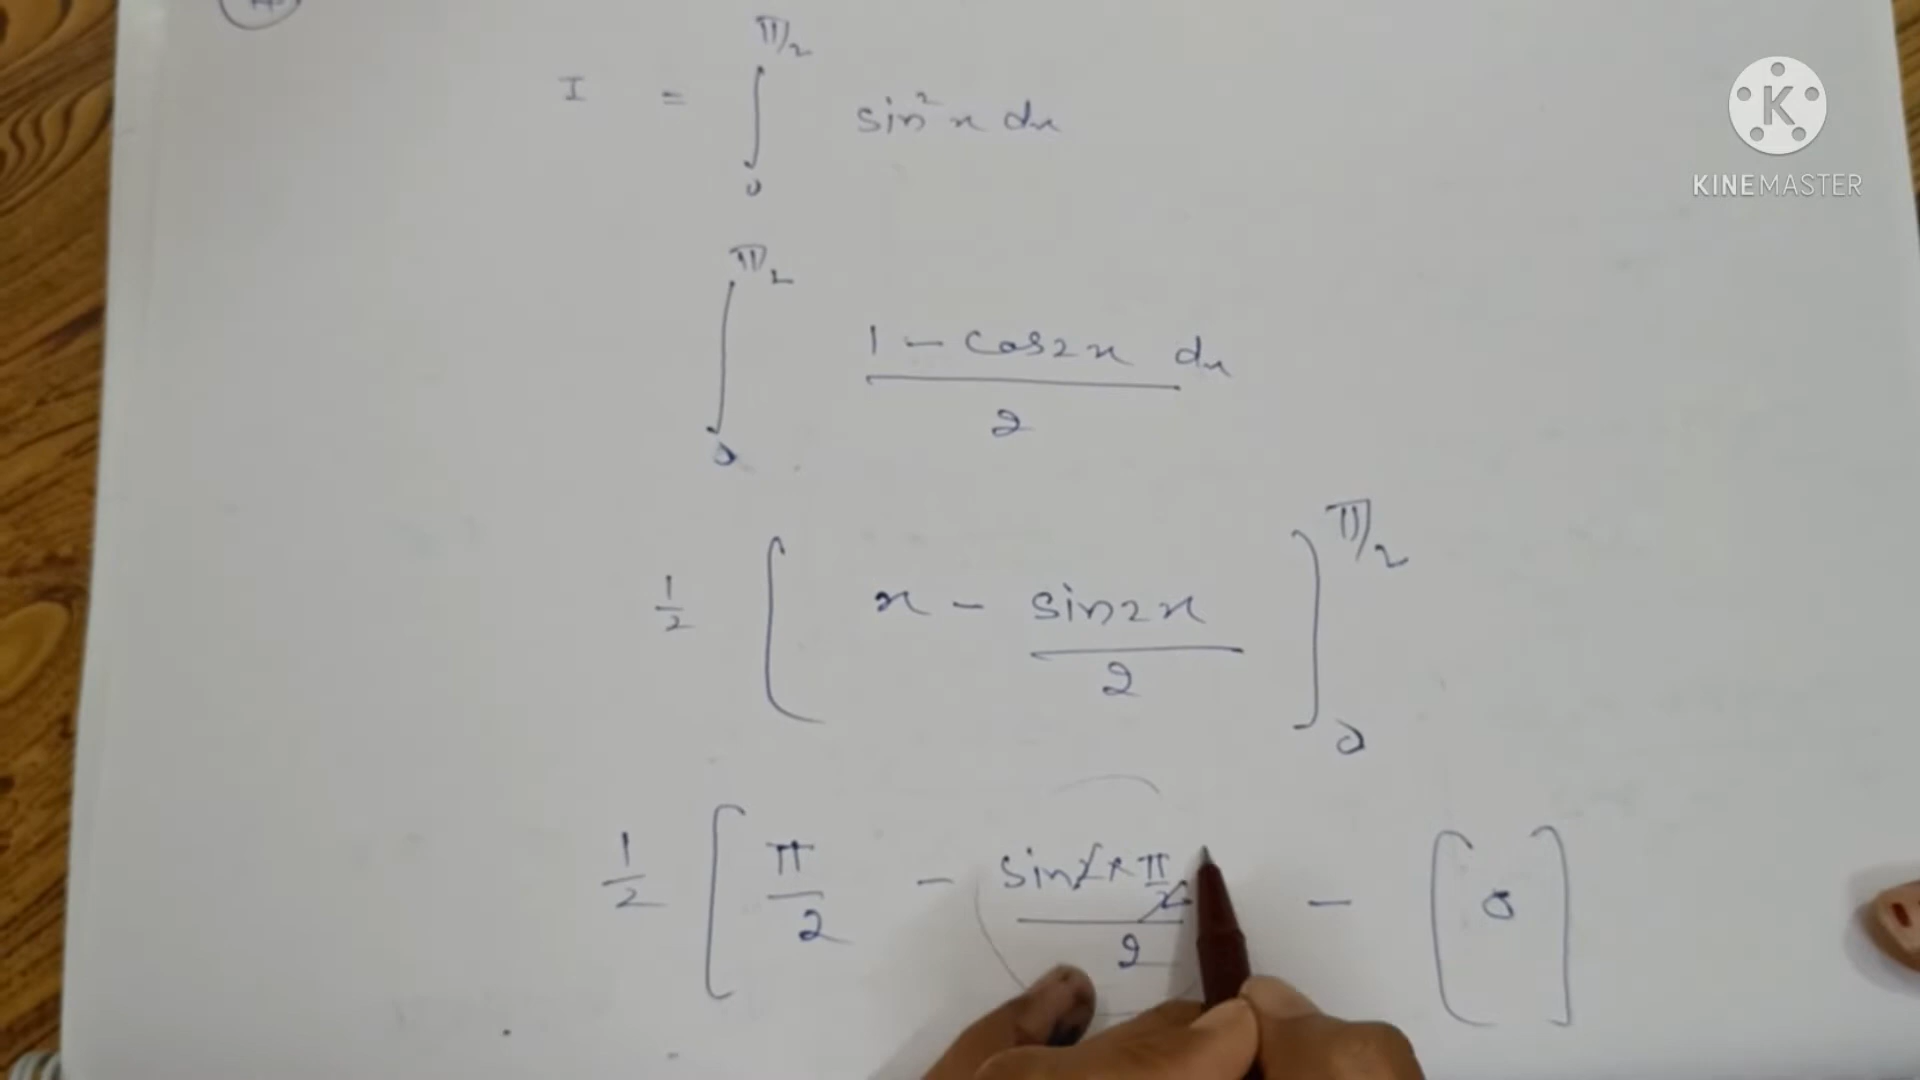 I = ∫₀^π/2 sin²x dx
KINEMASTER
∫₀^π/2 (1 - cos2x)/2 dx
1/2 [ x - sin2x/2 ]₀^π/2
1/2 [ π/2 - sin2×π/2 / 2 - [ 0 ]